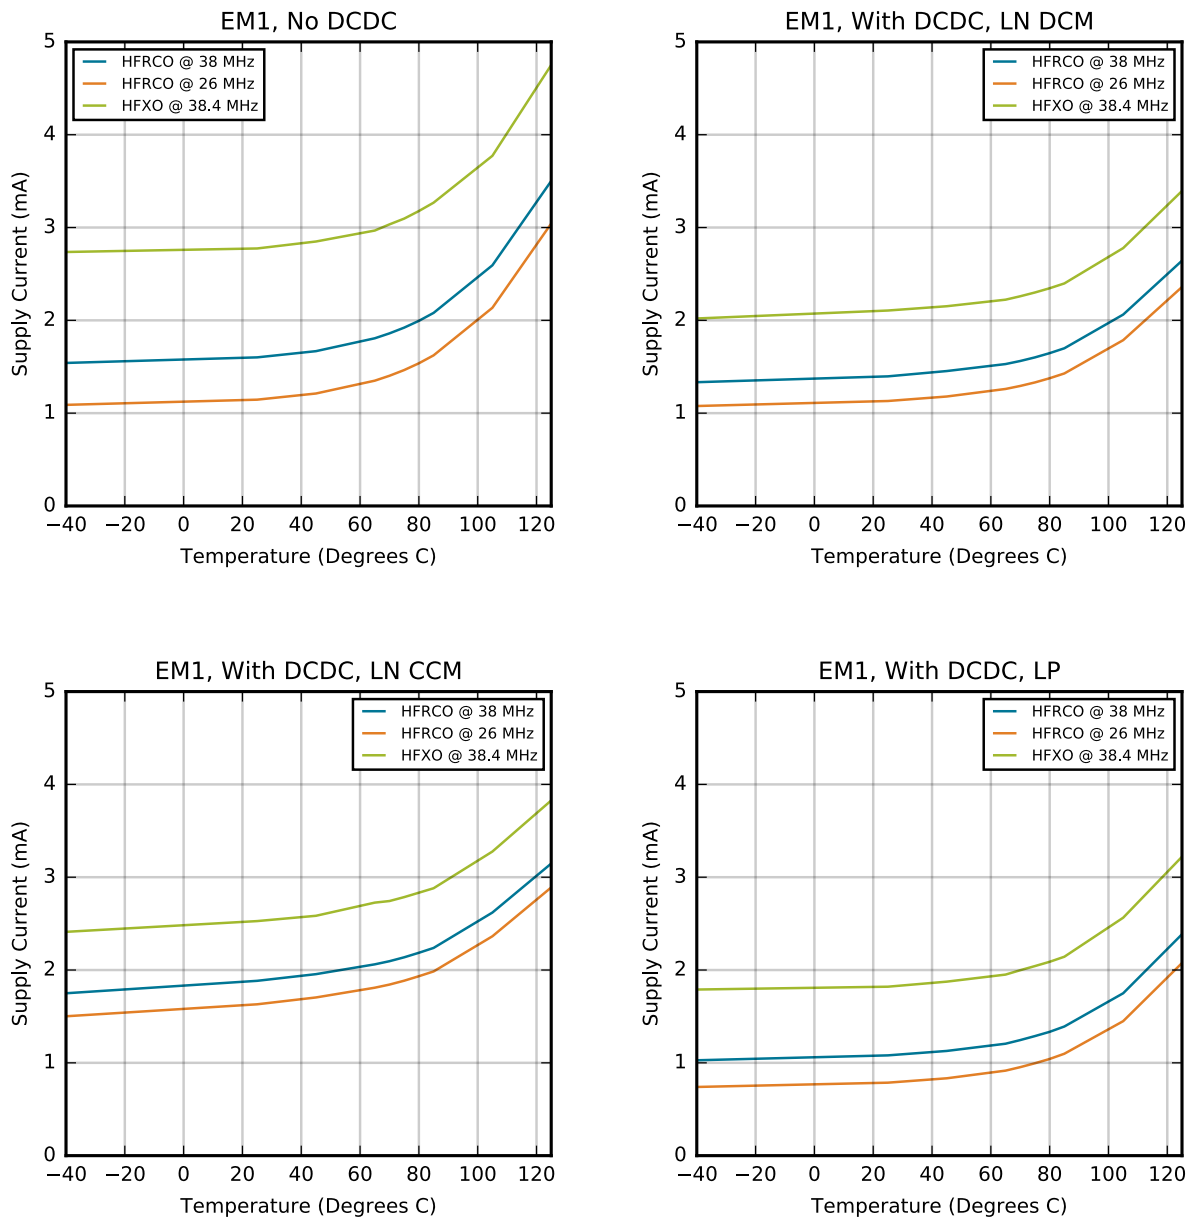 EM1, No DCDC
HFRCO @ 38 MHz
HFRCO @ 26 MHz
HFXO @ 38.4 MHz
Supply Current (mA)
5
4
3
2
1
0
−40 −20 0 20 40 60 80 100 120
Temperature (Degrees C)
EM1, With DCDC, LN DCM
HFRCO @ 38 MHz
HFRCO @ 26 MHz
HFXO @ 38.4 MHz
Supply Current (mA)
5
4
3
2
1
0
−40 −20 0 20 40 60 80 100 120
Temperature (Degrees C)
EM1, With DCDC, LN CCM
HFRCO @ 38 MHz
HFRCO @ 26 MHz
HFXO @ 38.4 MHz
Supply Current (mA)
5
4
3
2
1
0
−40 −20 0 20 40 60 80 100 120
Temperature (Degrees C)
EM1, With DCDC, LP
HFRCO @ 38 MHz
HFRCO @ 26 MHz
HFXO @ 38.4 MHz
Supply Current (mA)
5
4
3
2
1
0
−40 −20 0 20 40 60 80 100 120
Temperature (Degrees C)